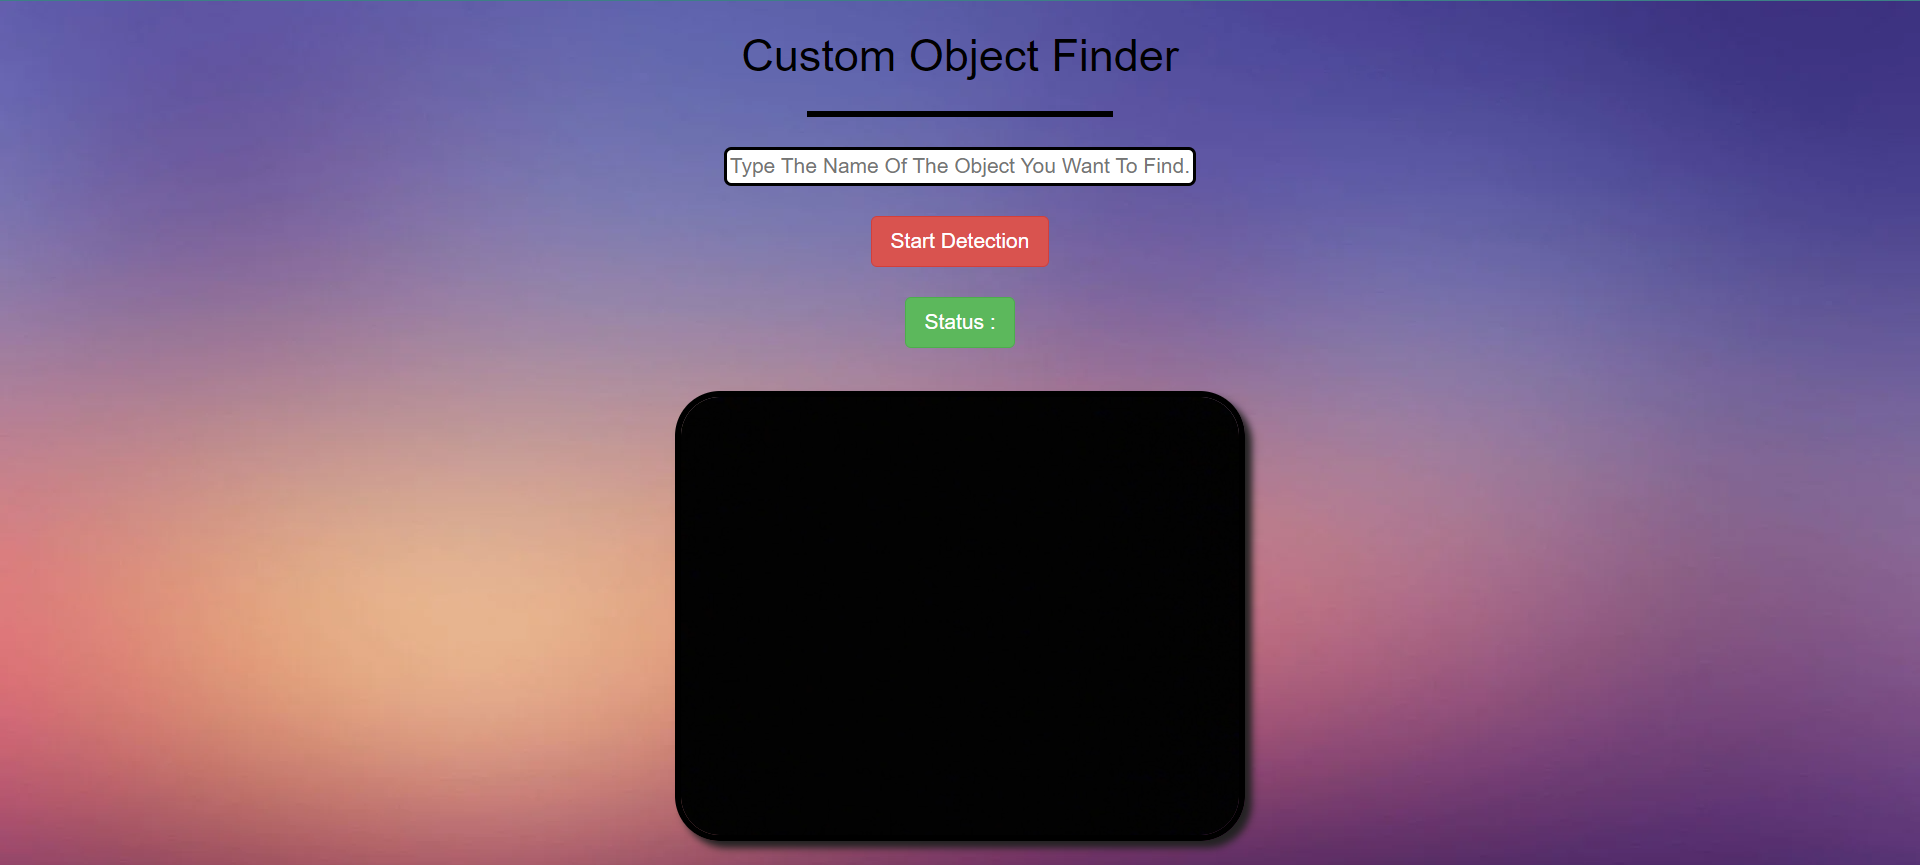 Custom Object Finder
Type The Name Of The Object You Want To Find.
Start Detection
Status :